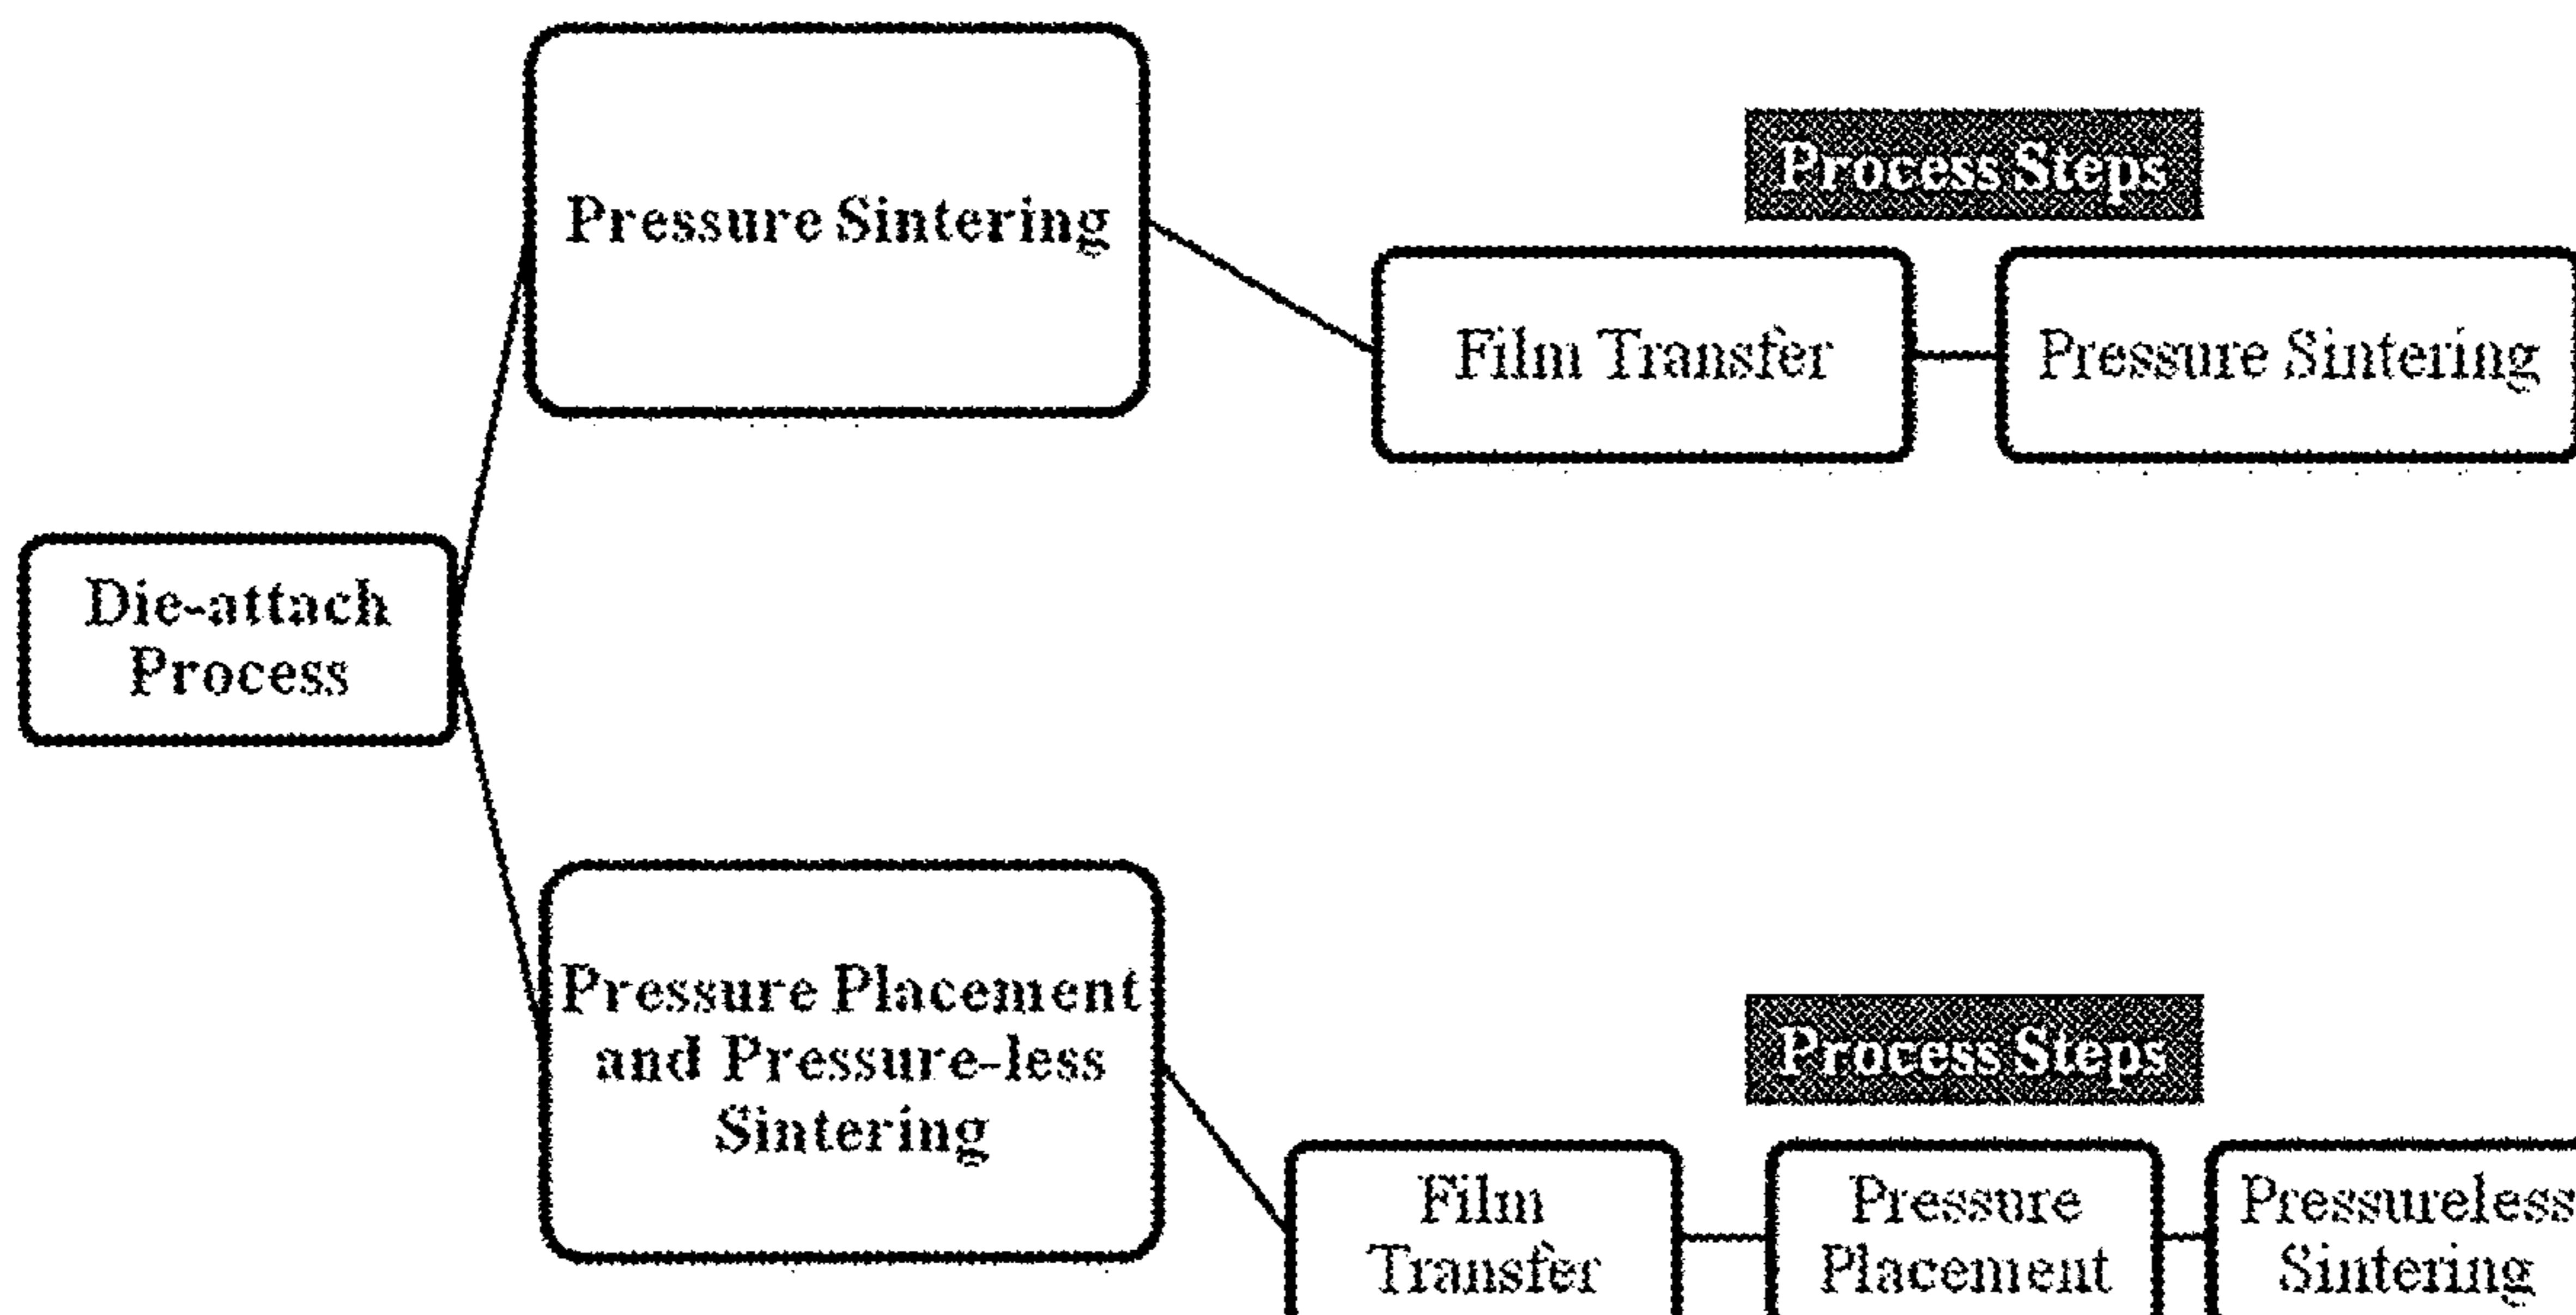 Pressure Sintering
Process Steps
Film Transfer
Pressure Sintering
Die-attach
Process
Pressure Placement
and Pressure-less
Sintering
Process Steps
Film
Transfer
Pressure
Placement
Pressureless
Sintering